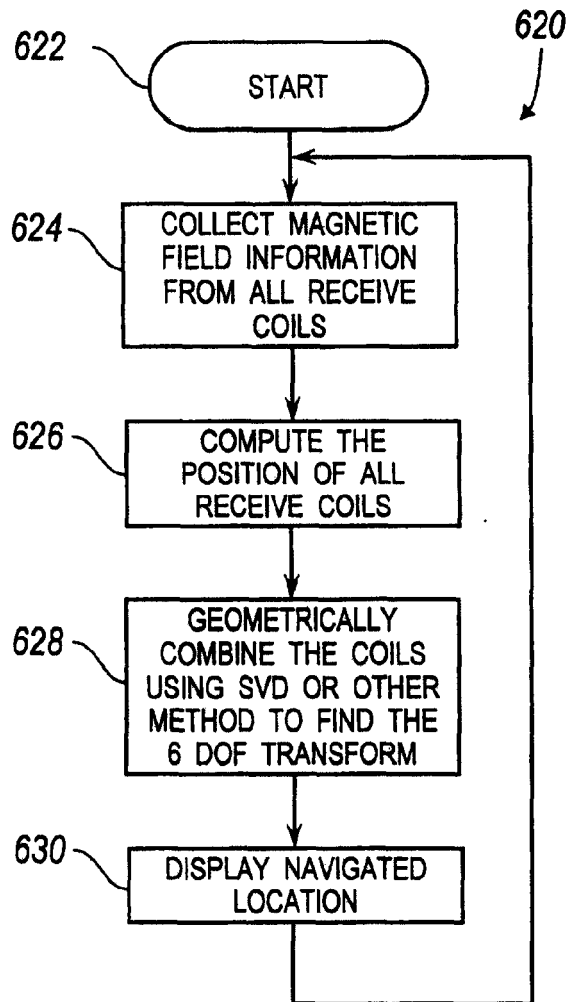 620
622
START
624
COLLECT MAGNETIC
FIELD INFORMATION
FROM ALL RECEIVE
COILS
626
COMPUTE THE
POSITION OF ALL
RECEIVE COILS
628
GEOMETRICALLY
COMBINE THE COILS
USING SVD OR OTHER
METHOD TO FIND THE
6 DOF TRANSFORM
630
DISPLAY NAVIGATED
LOCATION